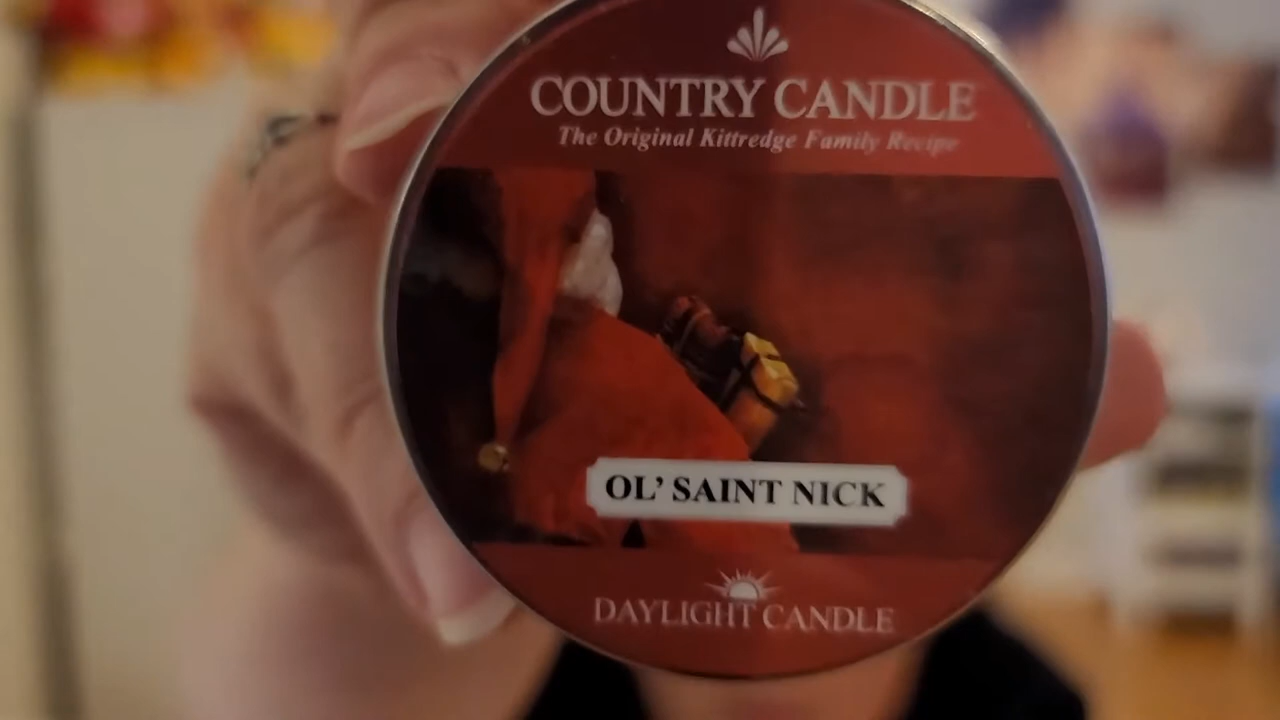 COUNTRY CANDLE
The Original Kittredge Family Recipe
OL' SAINT NICK
DAYLIGHT CANDLE